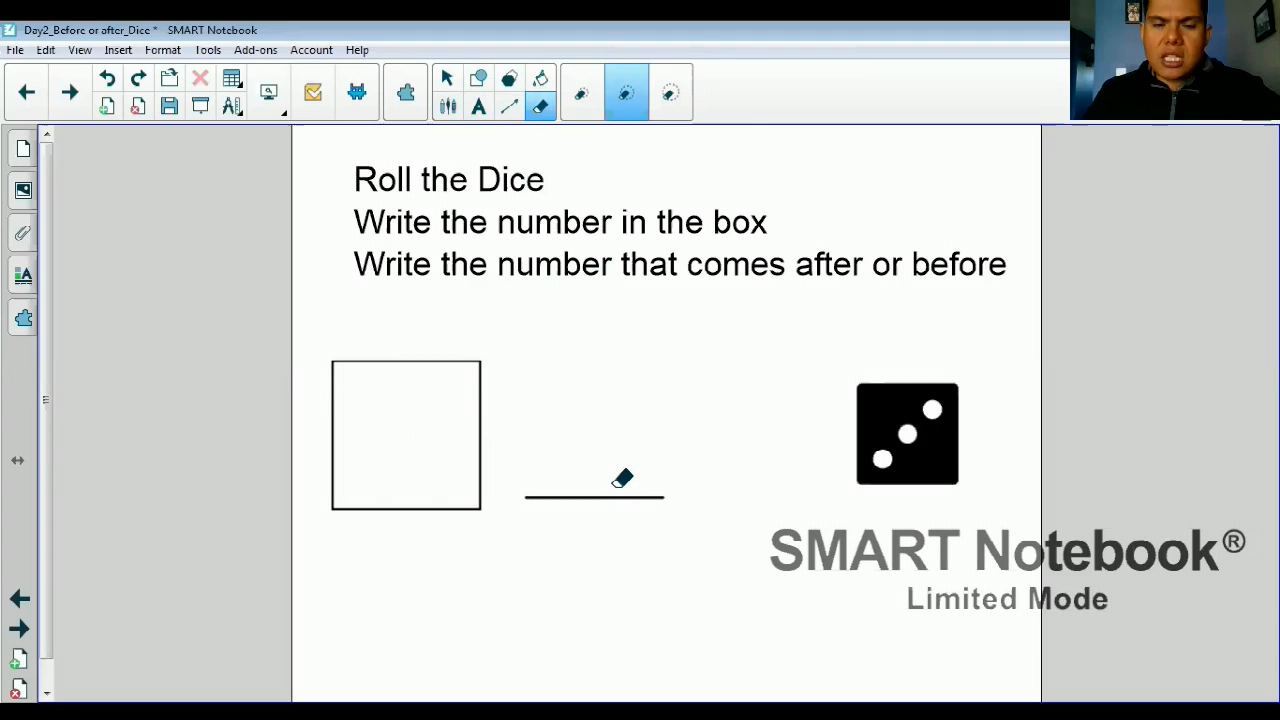 Day2_Before or after_Dice * SMART Notebook
File Edit View Insert Format Tools Add-ons Account Help
Roll the Dice
Write the number in the box
Write the number that comes after or before
SMART Notebook®
Limited Mode